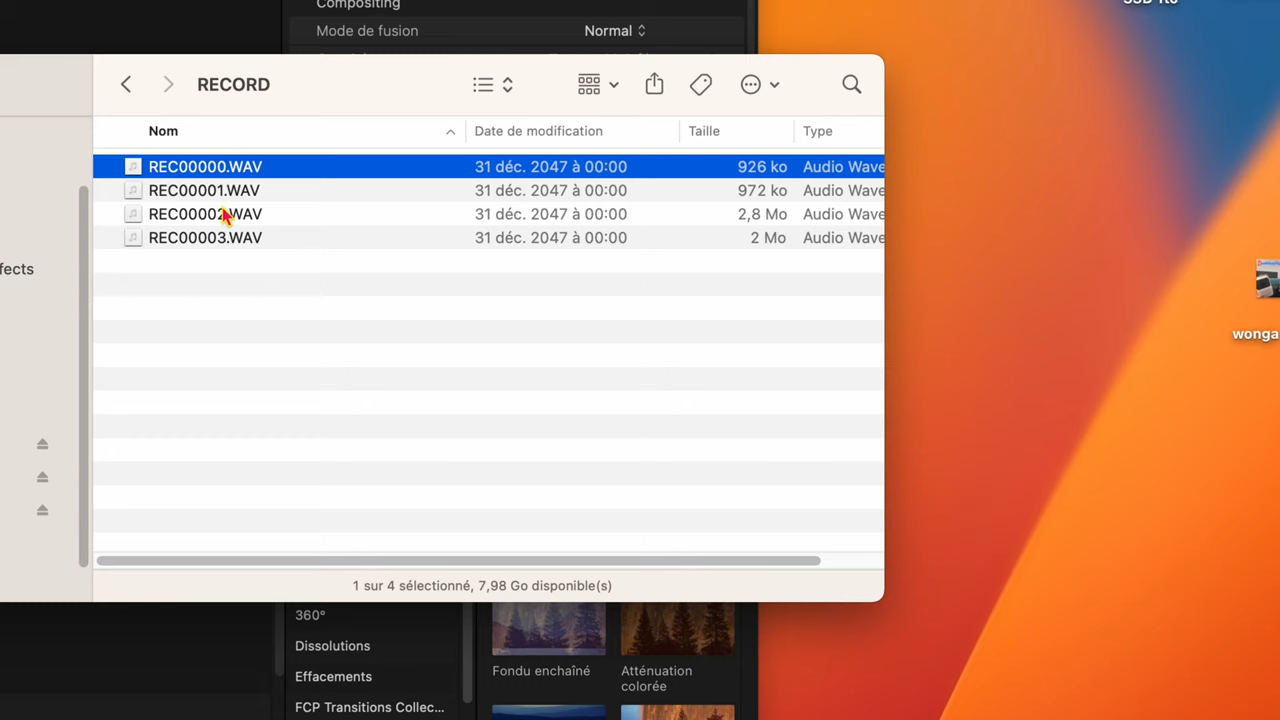 Compositing
Mode de fusion Normal
RECORD
Nom Date de modification Taille Type
REC00000.WAV 31 déc. 2047 à 00:00 926 ko Audio Wave
REC00001.WAV 31 déc. 2047 à 00:00 972 ko Audio Wave
REC00002.WAV 31 déc. 2047 à 00:00 2,8 Mo Audio Wave
REC00003.WAV 31 déc. 2047 à 00:00 2 Mo Audio Wave
fects
wonga
1 sur 4 sélectionné, 7,98 Go disponible(s)
360°
Dissolutions
Effacements
FCP Transitions Collec...
Fondu enchaîné
Atténuation
colorée